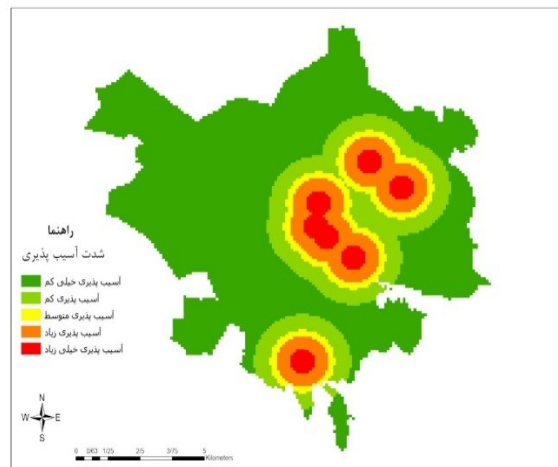 راهنما
شدت آسیب پذیری
آسیب پذیری خیلی کم
آسیب پذیری کم
آسیب پذیری متوسط
آسیب پذیری زیاد
آسیب پذیری خیلی زیاد
N
W E
S
0 0/63 1/25 2/5 3/75 5
Kilometers